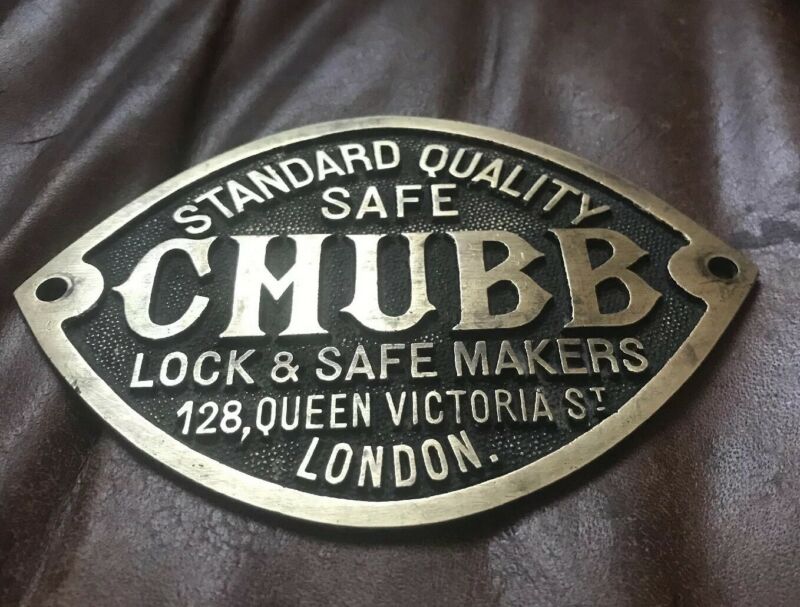 STANDARD QUALITY
SAFE
CHUBB
LOCK & SAFE MAKERS
128, QUEEN VICTORIA ST
LONDON.